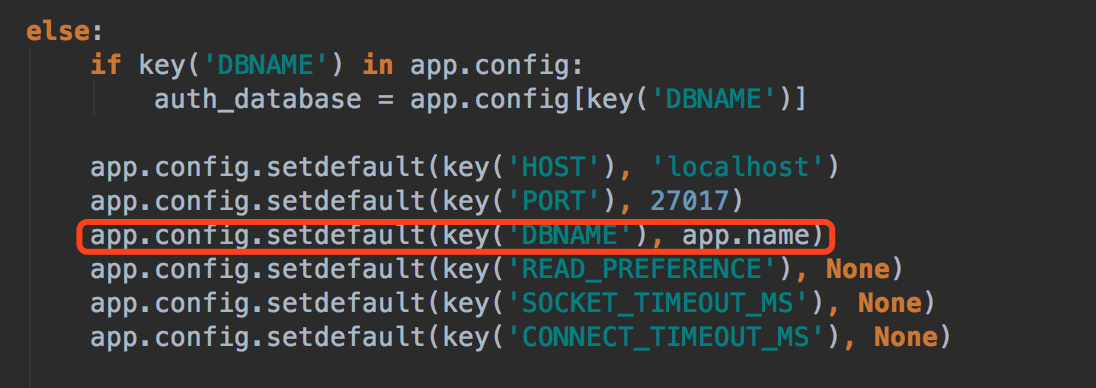 else:
if key('DBNAME') in app.config:
auth_database = app.config[key('DBNAME')]
app.config.setdefault(key('HOST'), 'localhost')
app.config.setdefault(key('PORT'), 27017)
app.config.setdefault(key('DBNAME'), app.name)
app.config.setdefault(key('READ_PREFERENCE'), None)
app.config.setdefault(key('SOCKET_TIMEOUT_MS'), None)
app.config.setdefault(key('CONNECT_TIMEOUT_MS'), None)